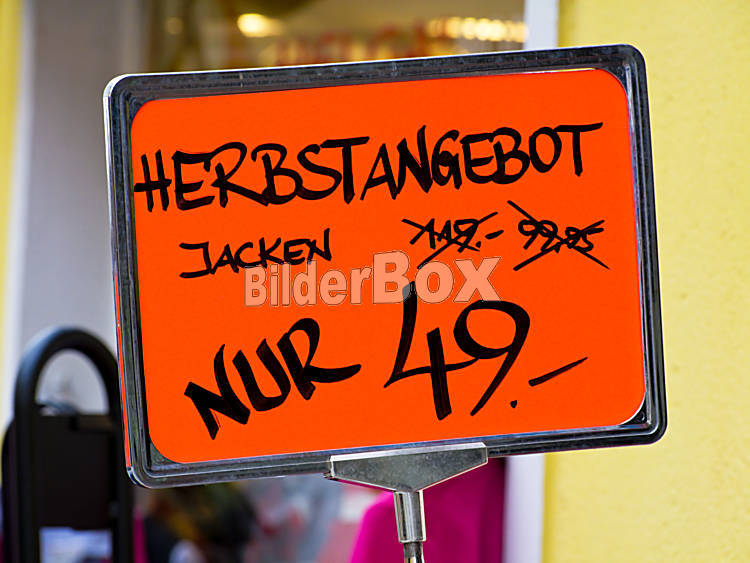 HERBSTANGEBOT
JACKEN 119.- 99,95
BilderBOX
NUR 49.-